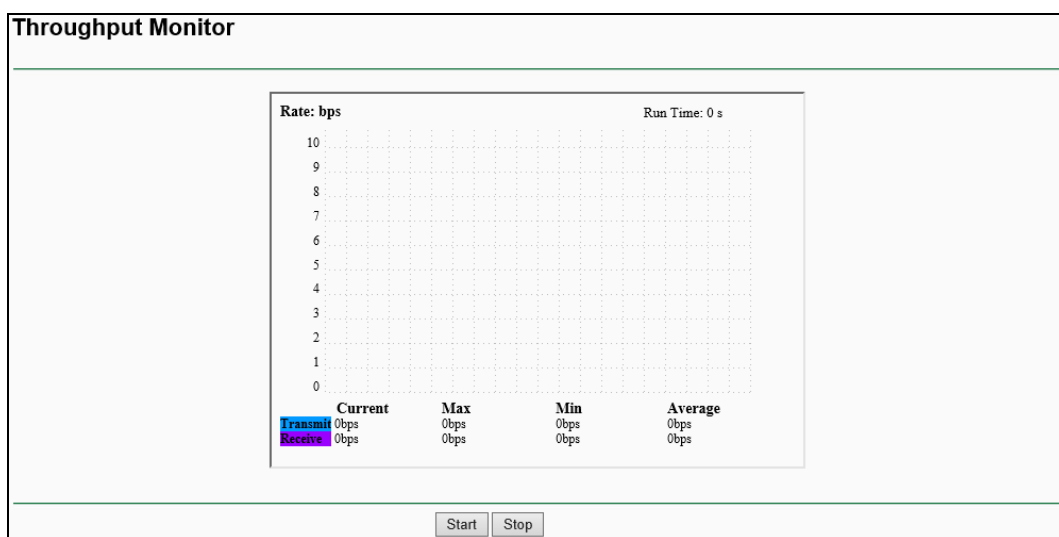 Throughput Monitor
Rate: bps Run Time: 0 s
10
9
8
7
6
5
4
3
2
1
0
Current Max Min Average
Transmit 0bps 0bps 0bps 0bps
Receive 0bps 0bps 0bps 0bps
Start Stop